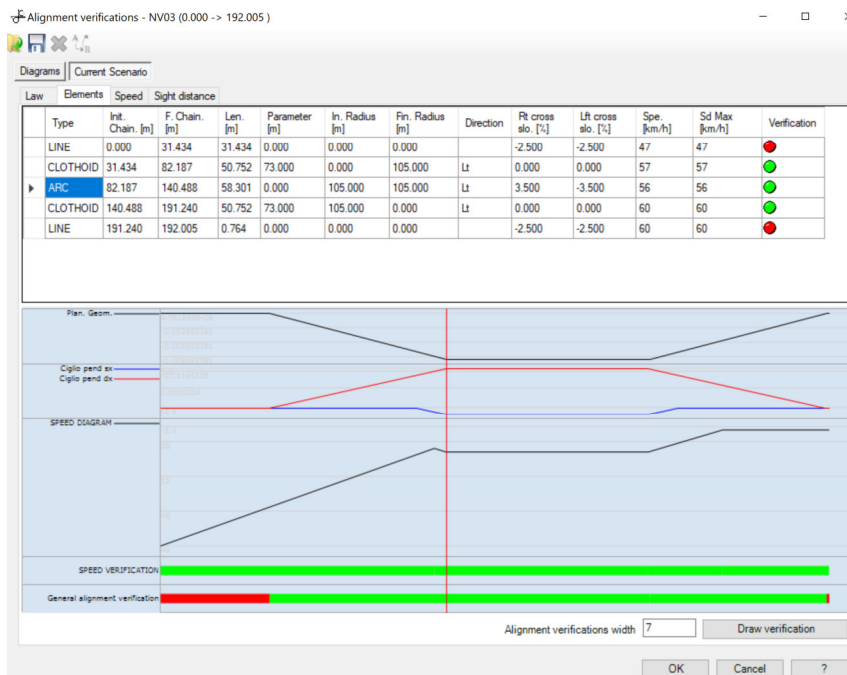 Alignment verifications - NV03 (0.000 -> 192.005 )
Diagrams Current Scenario
Law Elements Speed Sight distance
Type Init. Chain. [m] F. Chain. [m] Len. [m] Parameter [m] In. Radius [m] Fin. Radius [m] Direction Rt cross slo. [%] Lft cross slo. [%] Spe. [km/h] Sd Max [km/h] Verification
LINE 0.000 31.434 31.434 0.000 0.000 0.000 -2.500 -2.500 47 47
CLOTHOID 31.434 82.187 50.752 73.000 0.000 105.000 Lt 0.000 0.000 57 57
ARC 82.187 140.488 58.301 0.000 105.000 105.000 Lt 3.500 -3.500 56 56
CLOTHOID 140.488 191.240 50.752 73.000 105.000 0.000 Lt 0.000 0.000 60 60
LINE 191.240 192.005 0.764 0.000 0.000 0.000 -2.500 -2.500 60 60
Plan. Geom.
Ciglio pend sx
Ciglio pend dx
SPEED DIAGRAM
SPEED VERIFICATION
General alignment verification
Alignment verifications width 7 Draw verification
OK Cancel ?